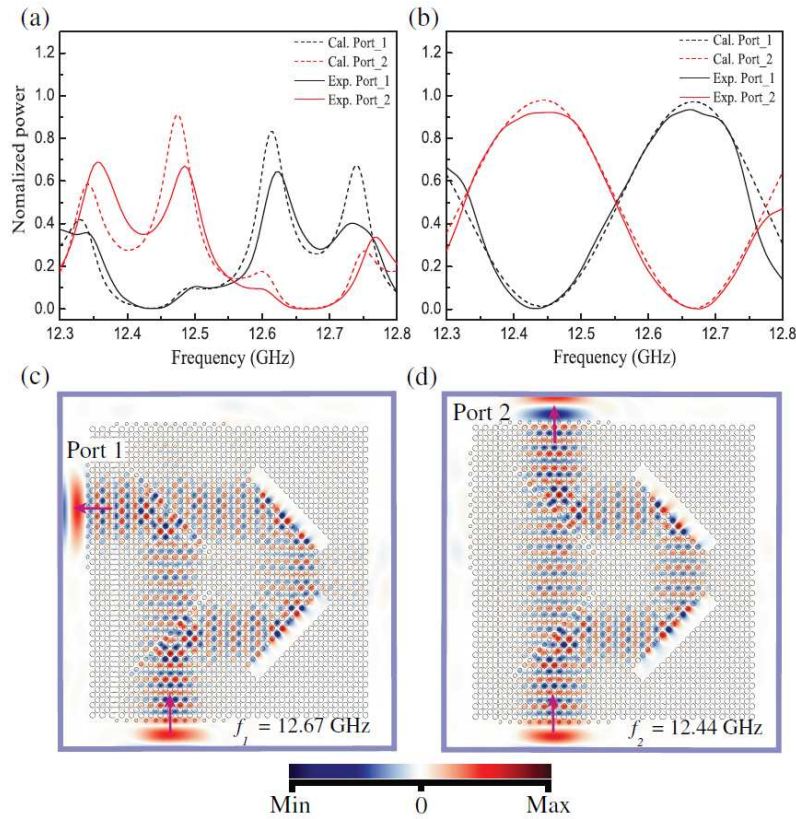 (a)
Cal. Port_1
Cal. Port_2
Exp. Port_1
Exp. Port_2
Nomalized power
1.2
1.0
0.8
0.6
0.4
0.2
0.0
12.3 12.4 12.5 12.6 12.7 12.8
Frequency (GHz)
(b)
Cal. Port_1
Cal. Port_2
Exp. Port_1
Exp. Port_2
1.2
1.0
0.8
0.6
0.4
0.2
0.0
12.3 12.4 12.5 12.6 12.7 12.8
Frequency (GHz)
(c)
Port 1
f1 = 12.67 GHz
(d)
Port 2
f2 = 12.44 GHz
Min 0 Max